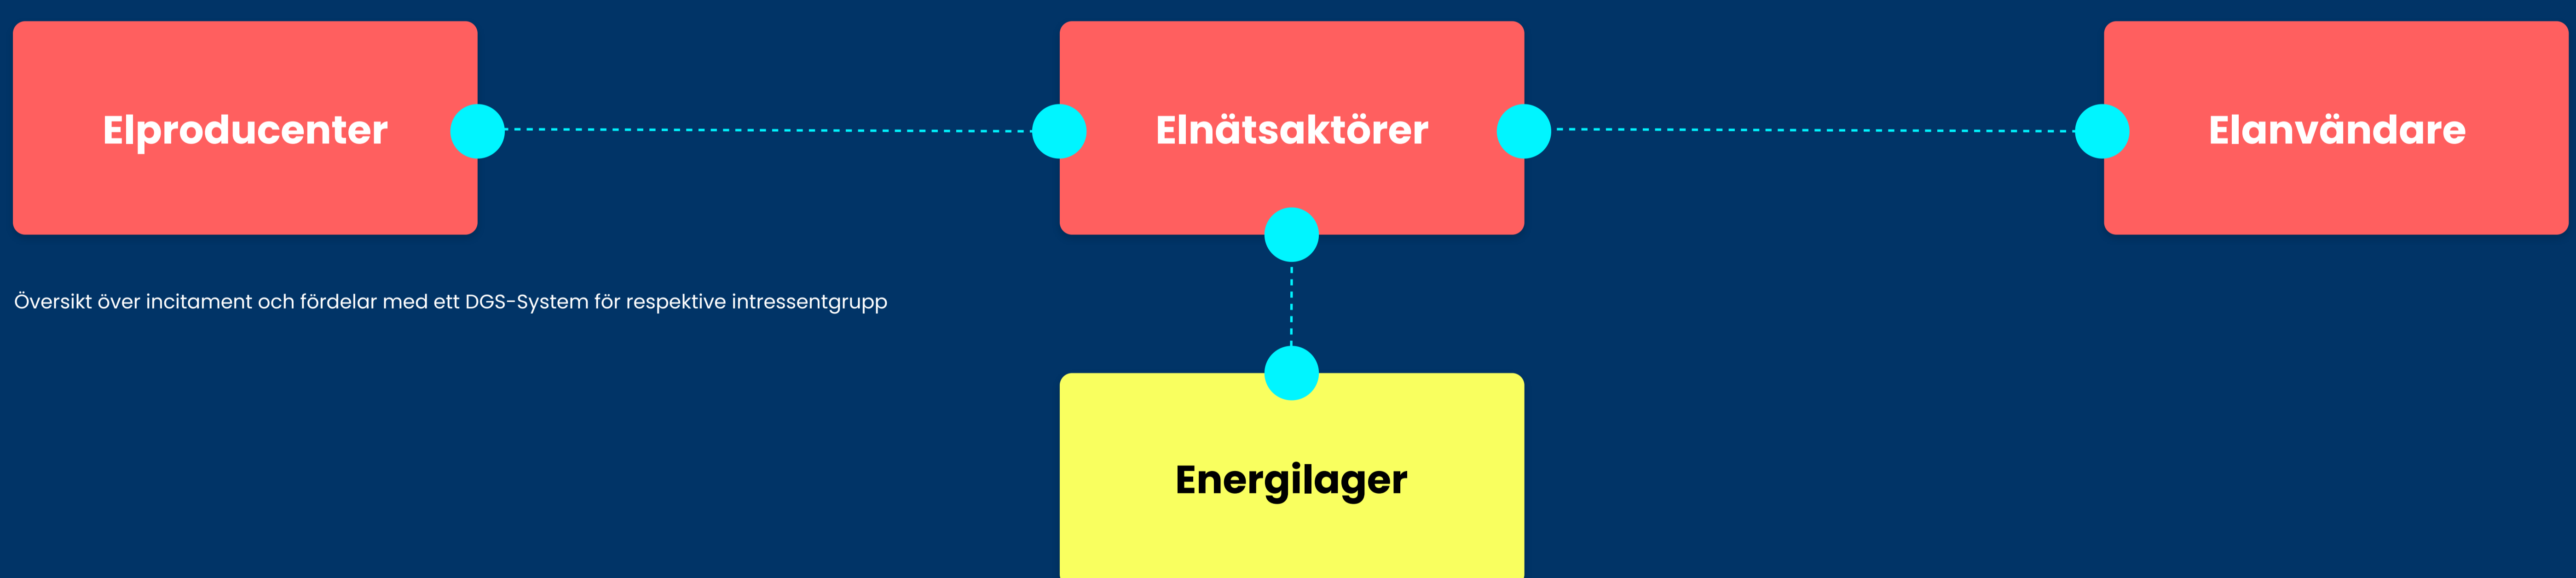 Elproducenter
Elnätsaktörer
Elanvändare
Översikt över incitament och fördelar med ett DGS-System för respektive intressentgrupp
Energilager